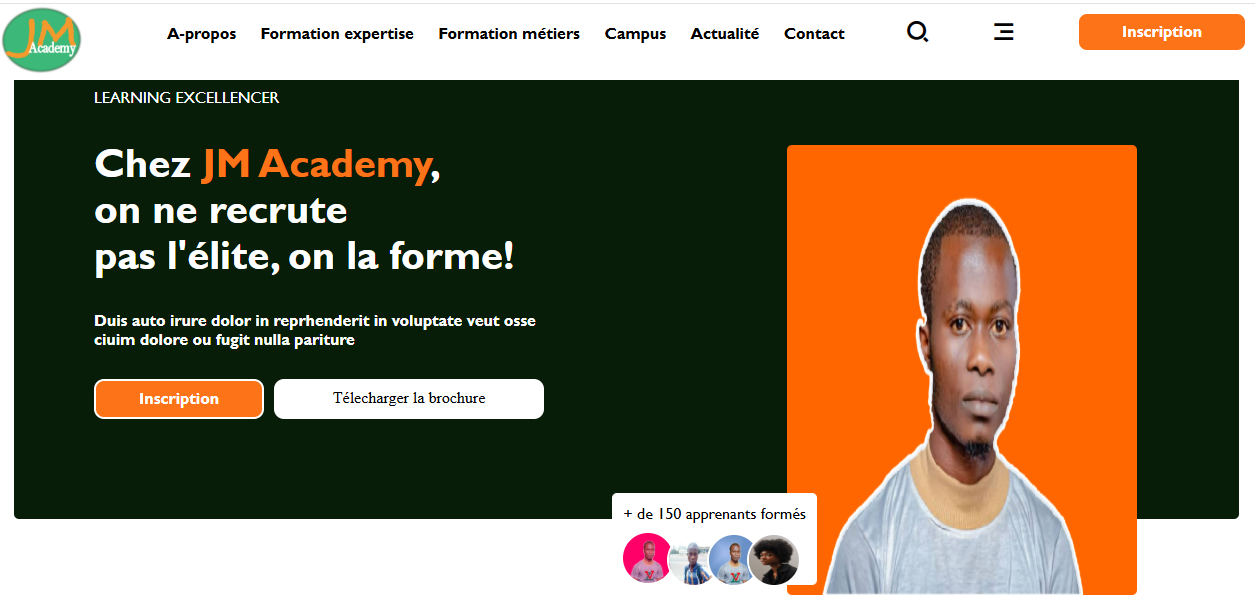 JM
Academy
A-propos
Formation expertise
Formation métiers
Campus
Actualité
Contact
Inscription
LEARNING EXCELLENCER
Chez JM Academy,
on ne recrute
pas l'élite, on la forme!
Duis auto irure dolor in reprhenderit in voluptate veut osse
ciuim dolore ou fugit nulla pariture
Inscription
Télecharger la brochure
+ de 150 apprenants formés